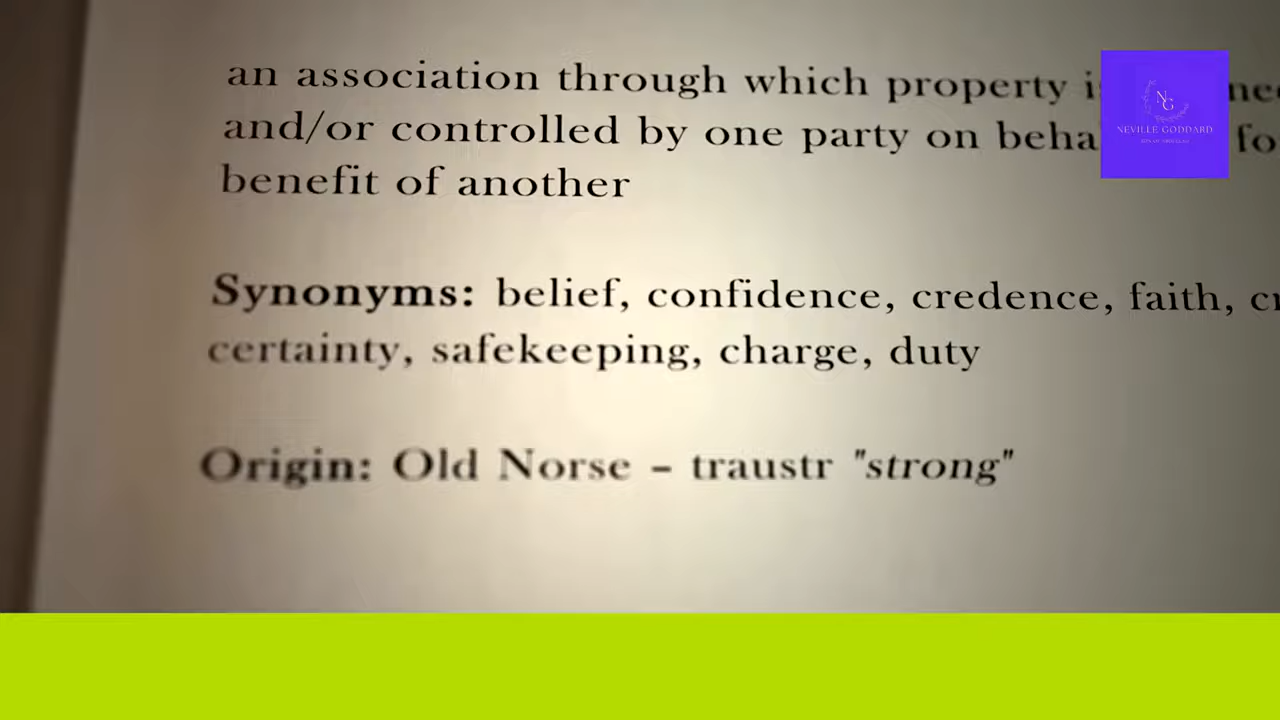 an association through which property
and/or controlled by one party on
benefit of another
NEVILLE GODDARD
Synonyms: belief, confidence, credence, faith,
certainty, safekeeping, charge, duty
Origin: Old Norse – traustr "strong"